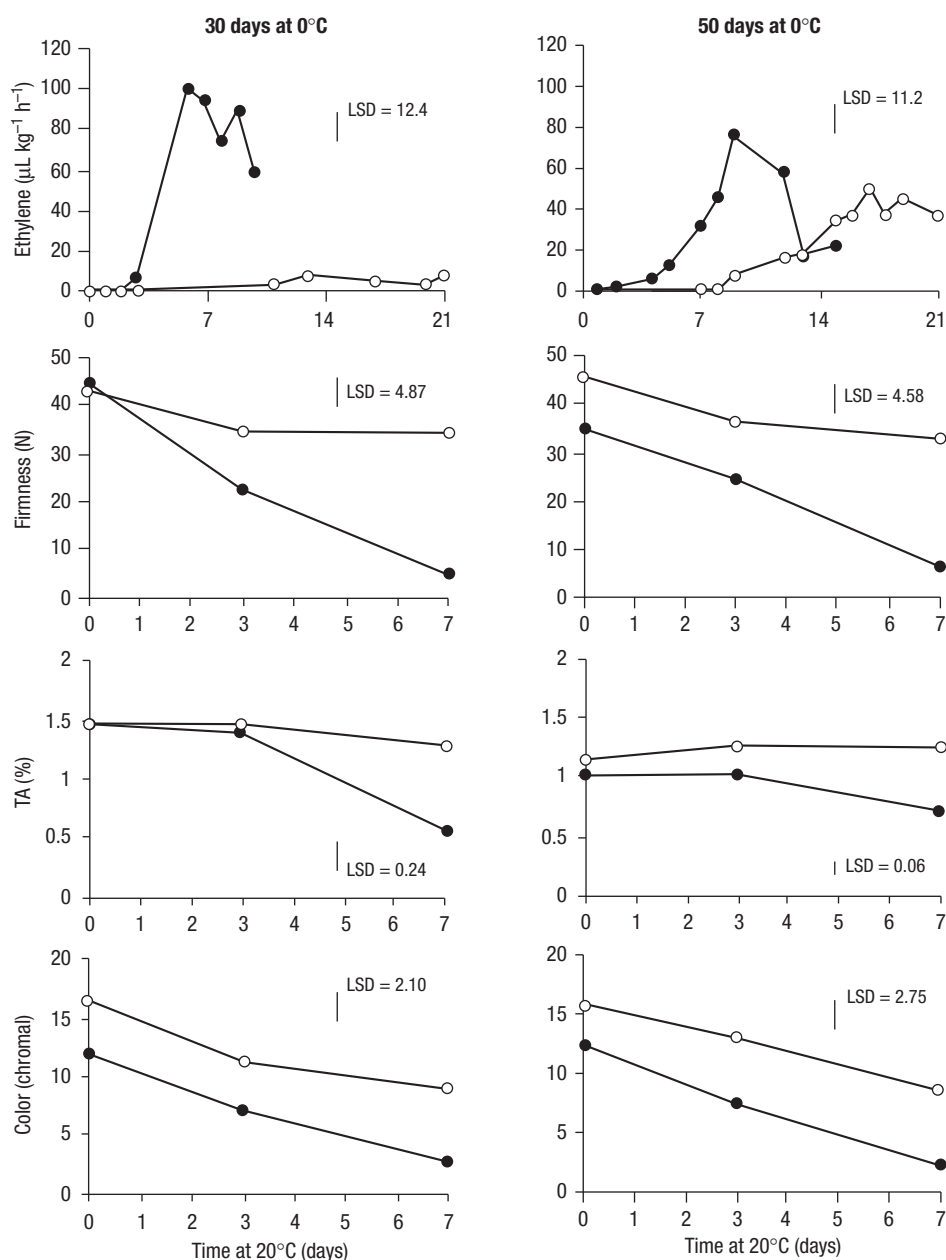 30 days at 0°C
50 days at 0°C
Ethylene (μL kg⁻¹ h⁻¹)
120
100
80
60
40
20
0
LSD = 12.4
0 7 14 21
120
100
80
60
40
20
0
LSD = 11.2
0 7 14 21
Firmness (N)
50
40
30
20
10
0
LSD = 4.87
0 1 2 3 4 5 6 7
50
40
30
20
10
0
LSD = 4.58
0 1 2 3 4 5 6 7
TA (%)
2
1.5
1
0.5
0
LSD = 0.24
0 1 2 3 4 5 6 7
2
1.5
1
0.5
0
LSD = 0.06
0 1 2 3 4 5 6 7
Color (chromal)
20
15
10
5
0
LSD = 2.10
0 1 2 3 4 5 6 7
Time at 20°C (days)
20
15
10
5
0
LSD = 2.75
0 1 2 3 4 5 6 7
Time at 20°C (days)